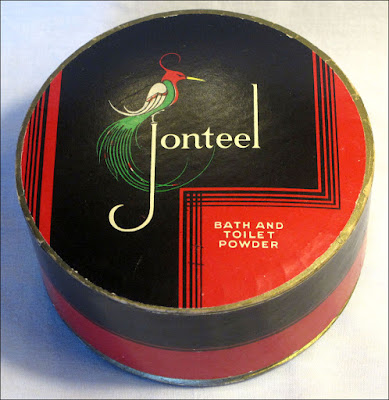 Jonteel
BATH AND
TOILET
POWDER